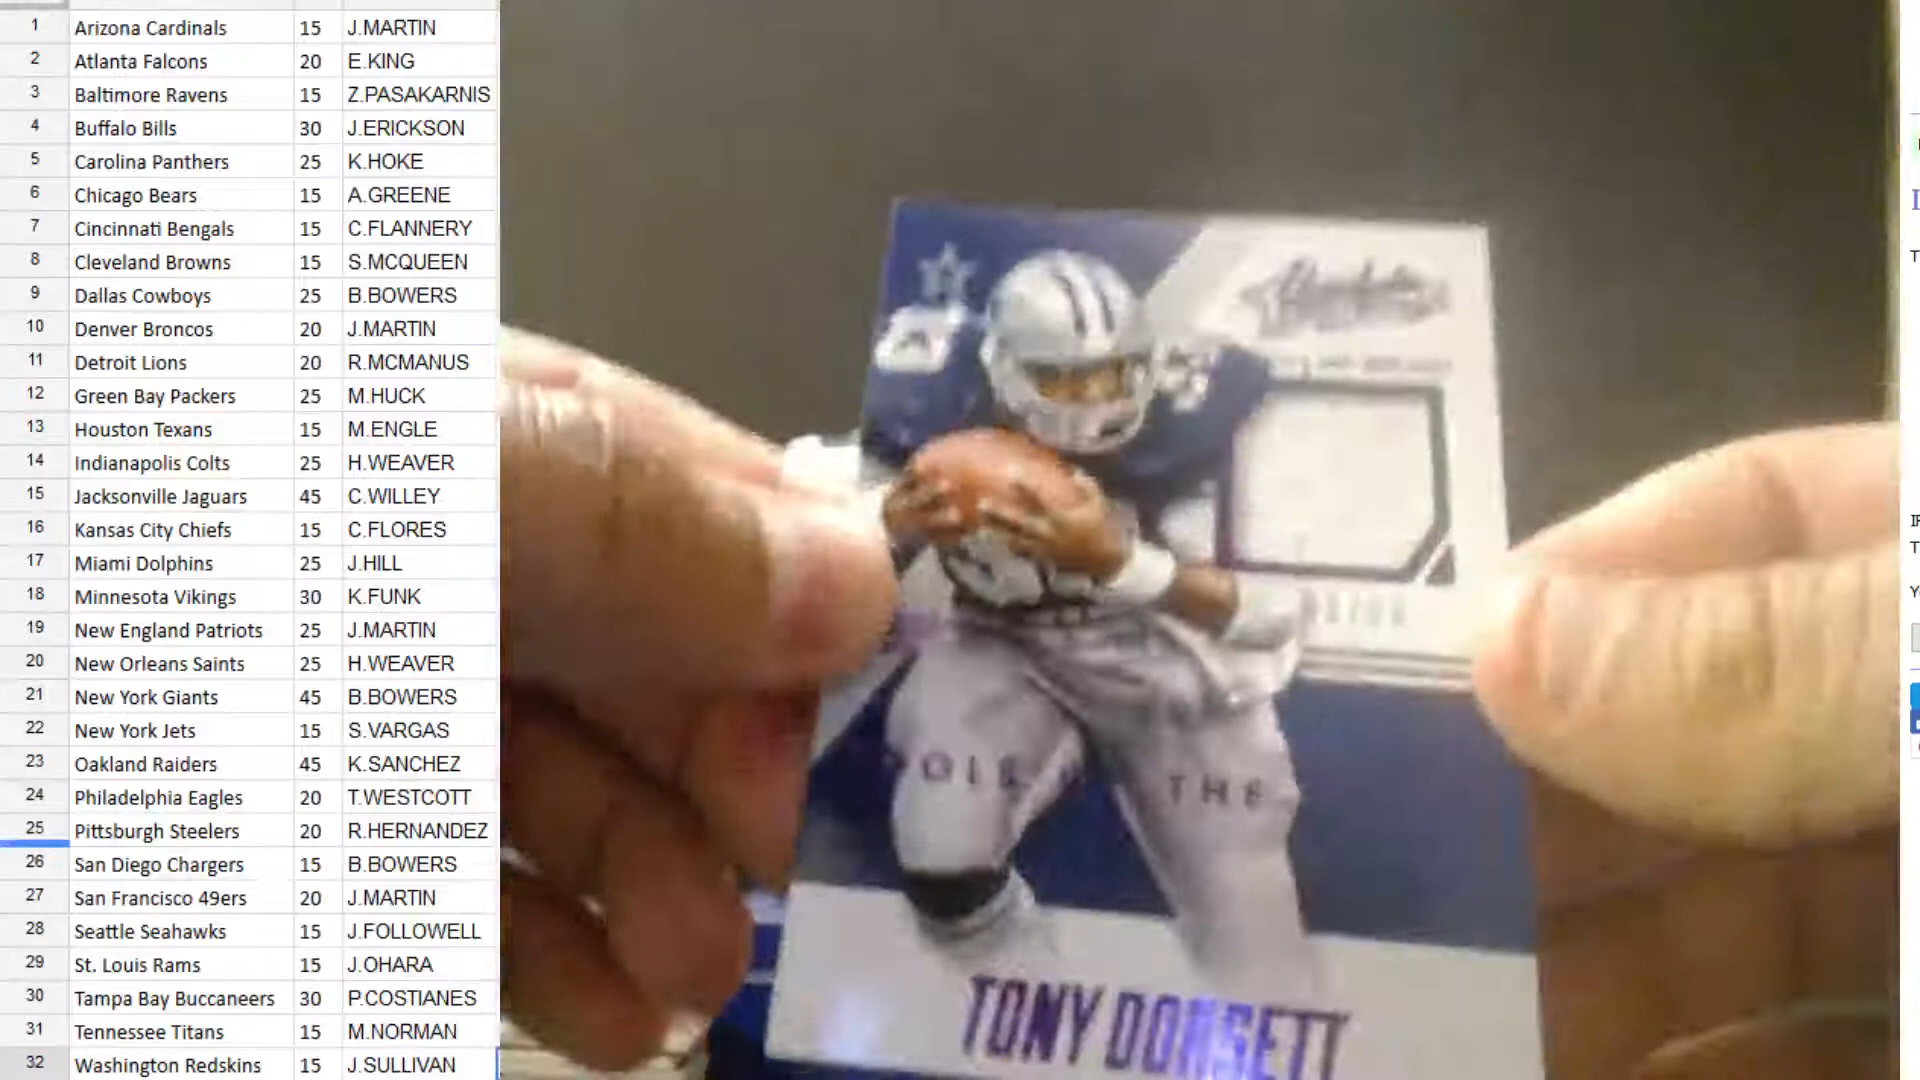 1 Arizona Cardinals 15 J.MARTIN
2 Atlanta Falcons 20 E.KING
3 Baltimore Ravens 15 Z.PASAKARNIS
4 Buffalo Bills 30 J.ERICKSON
5 Carolina Panthers 25 K.HOKE
6 Chicago Bears 15 A.GREENE
7 Cincinnati Bengals 15 C.FLANNERY
8 Cleveland Browns 15 S.MCQUEEN
9 Dallas Cowboys 25 B.BOWERS
10 Denver Broncos 20 J.MARTIN
11 Detroit Lions 20 R.MCMANUS
12 Green Bay Packers 25 M.HUCK
13 Houston Texans 15 M.ENGLE
14 Indianapolis Colts 25 H.WEAVER
15 Jacksonville Jaguars 45 C.WILLEY
16 Kansas City Chiefs 15 C.FLORES
17 Miami Dolphins 25 J.HILL
18 Minnesota Vikings 30 K.FUNK
19 New England Patriots 25 J.MARTIN
20 New Orleans Saints 25 H.WEAVER
21 New York Giants 45 B.BOWERS
22 New York Jets 15 S.VARGAS
23 Oakland Raiders 45 K.SANCHEZ
24 Philadelphia Eagles 20 T.WESTCOTT
25 Pittsburgh Steelers 20 R.HERNANDEZ
26 San Diego Chargers 15 B.BOWERS
27 San Francisco 49ers 20 J.MARTIN
28 Seattle Seahawks 15 J.FOLLOWELL
29 St. Louis Rams 15 J.OHARA
30 Tampa Bay Buccaneers 30 P.COSTIANES
31 Tennessee Titans 15 M.NORMAN
32 Washington Redskins 15 J.SULLIVAN
THE
TONY DORSETT